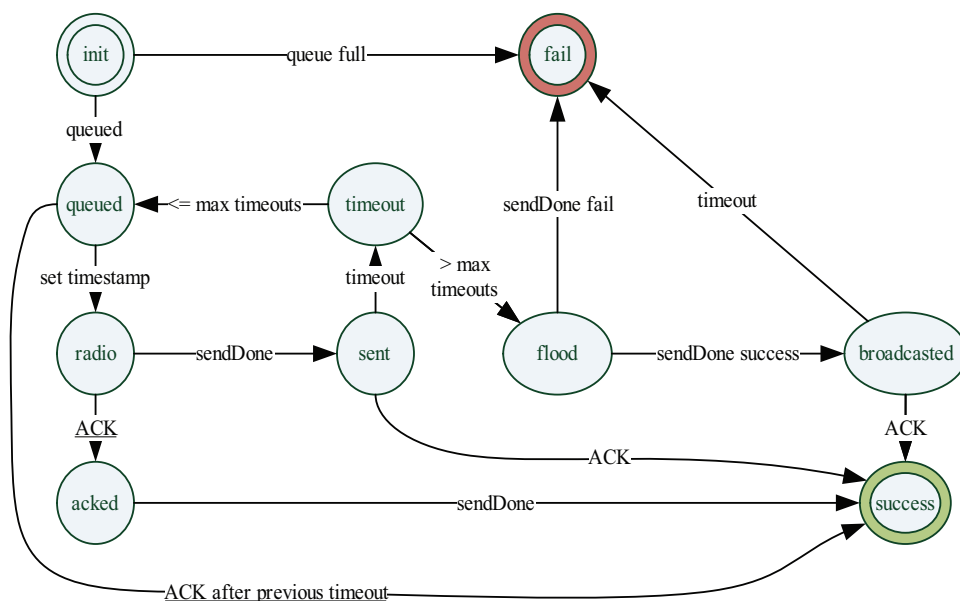 init
queue full
fail
queued
queued
<= max timeouts
timeout
sendDone fail
timeout
set timestamp
timeout
> max
timeouts
radio
sendDone
sent
flood
sendDone success
broadcasted
ACK
ACK
ACK
acked
sendDone
success
ACK after previous timeout